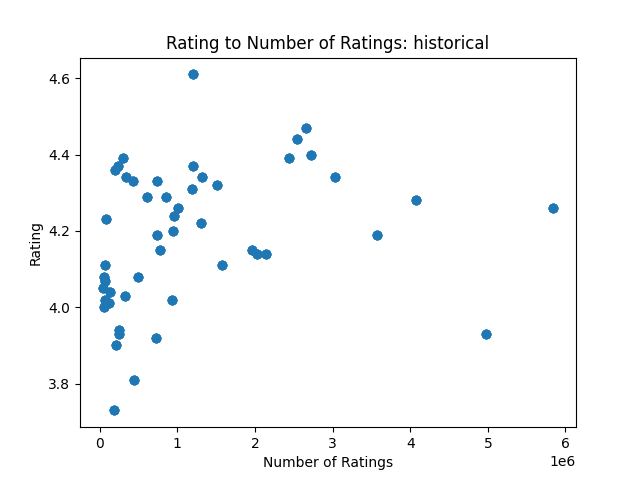 Rating to Number of Ratings: historical
4.6
4.4
4.2
4.0
3.8
Rating
0 1 2 3 4 5 6
1e6
Number of Ratings